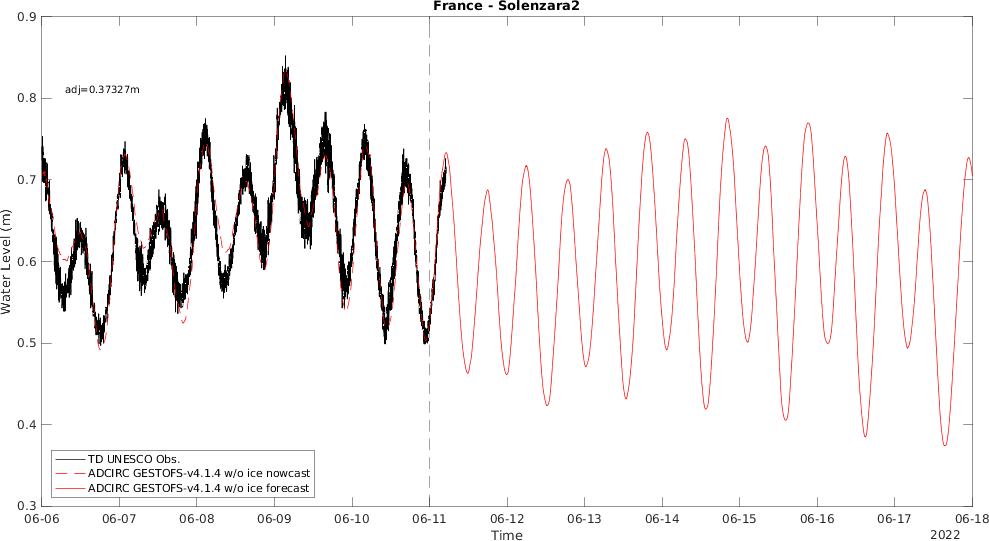 France - Solenzara2
0.9
0.8
0.7
0.6
0.5
0.4
0.3
Water Level (m)
adj=0.37327m
TD UNESCO Obs.
ADCIRC GESTOFS-v4.1.4 w/o ice nowcast
ADCIRC GESTOFS-v4.1.4 w/o ice forecast
06-06 06-07 06-08 06-09 06-10 06-11 06-12 06-13 06-14 06-15 06-16 06-17 06-18
Time
2022